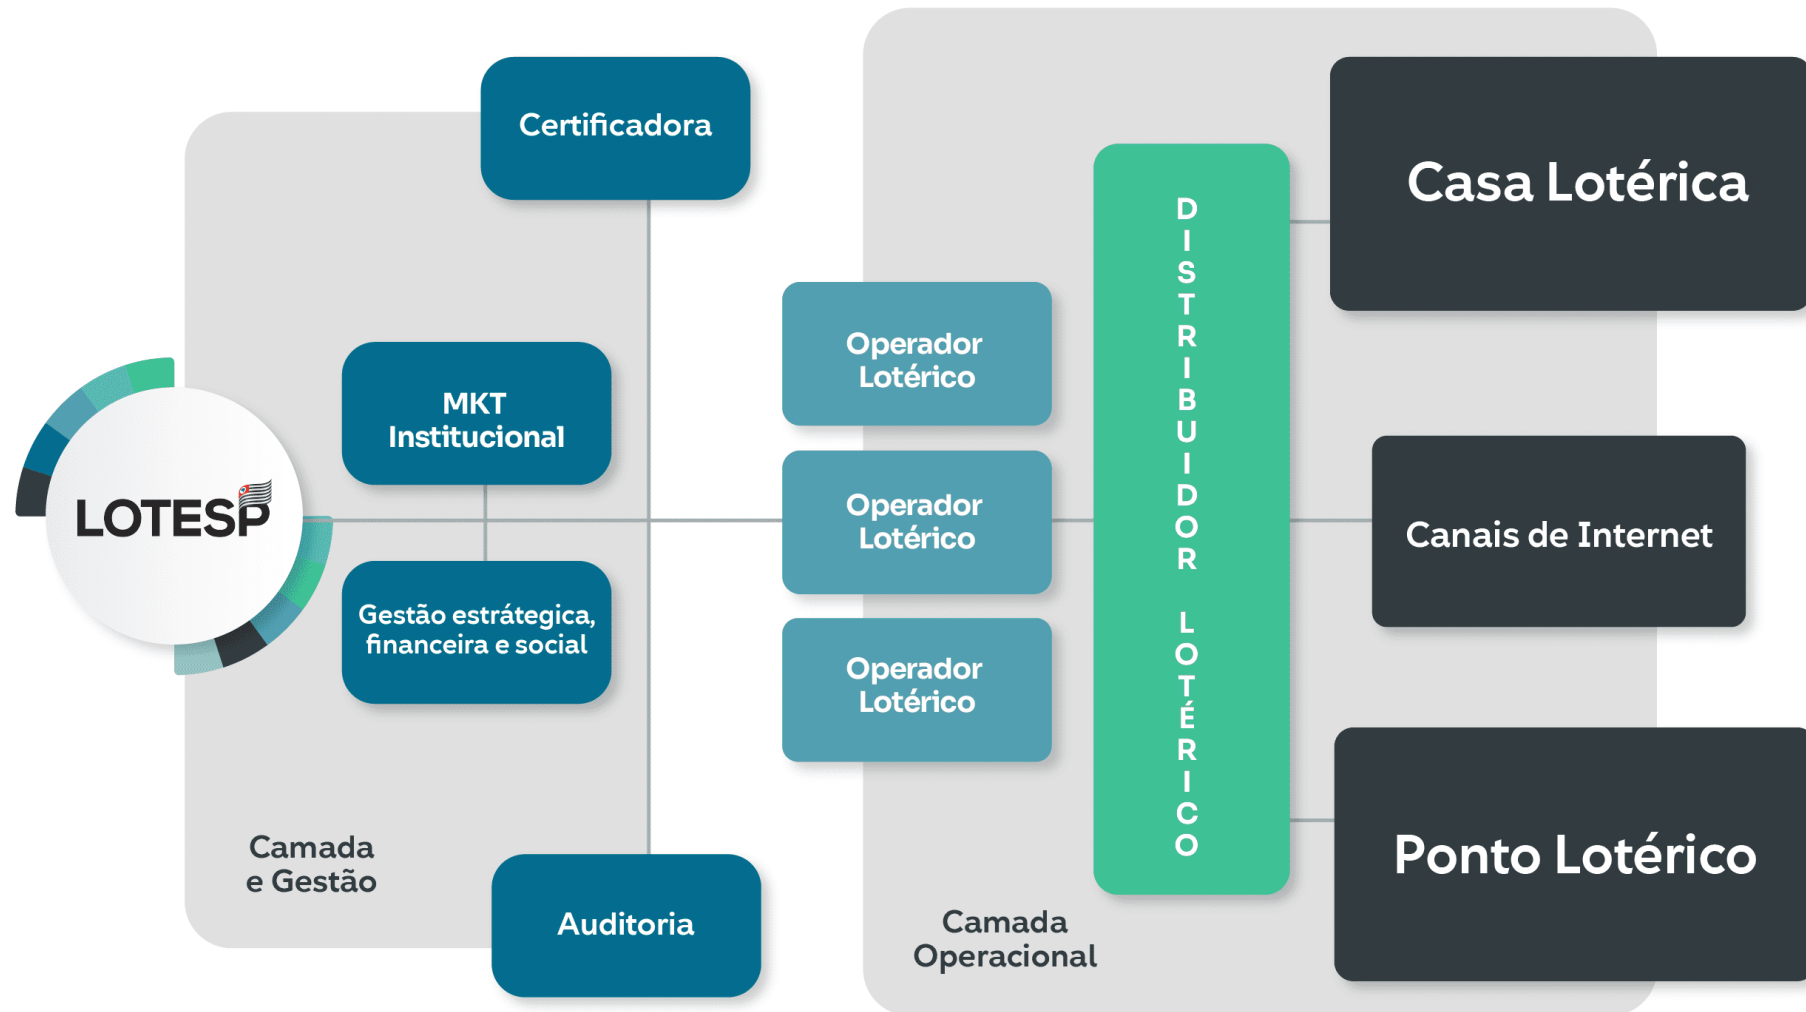 LOTESP
Certificadora
MKT
Institucional
Gestão estrátegica,
financeira e social
Auditoria
Camada
e Gestão
Operador
Lotérico
Operador
Lotérico
Operador
Lotérico
DISTRIBUIDOR LOTÉRICO
Camada
Operacional
Casa Lotérica
Canais de Internet
Ponto Lotérico